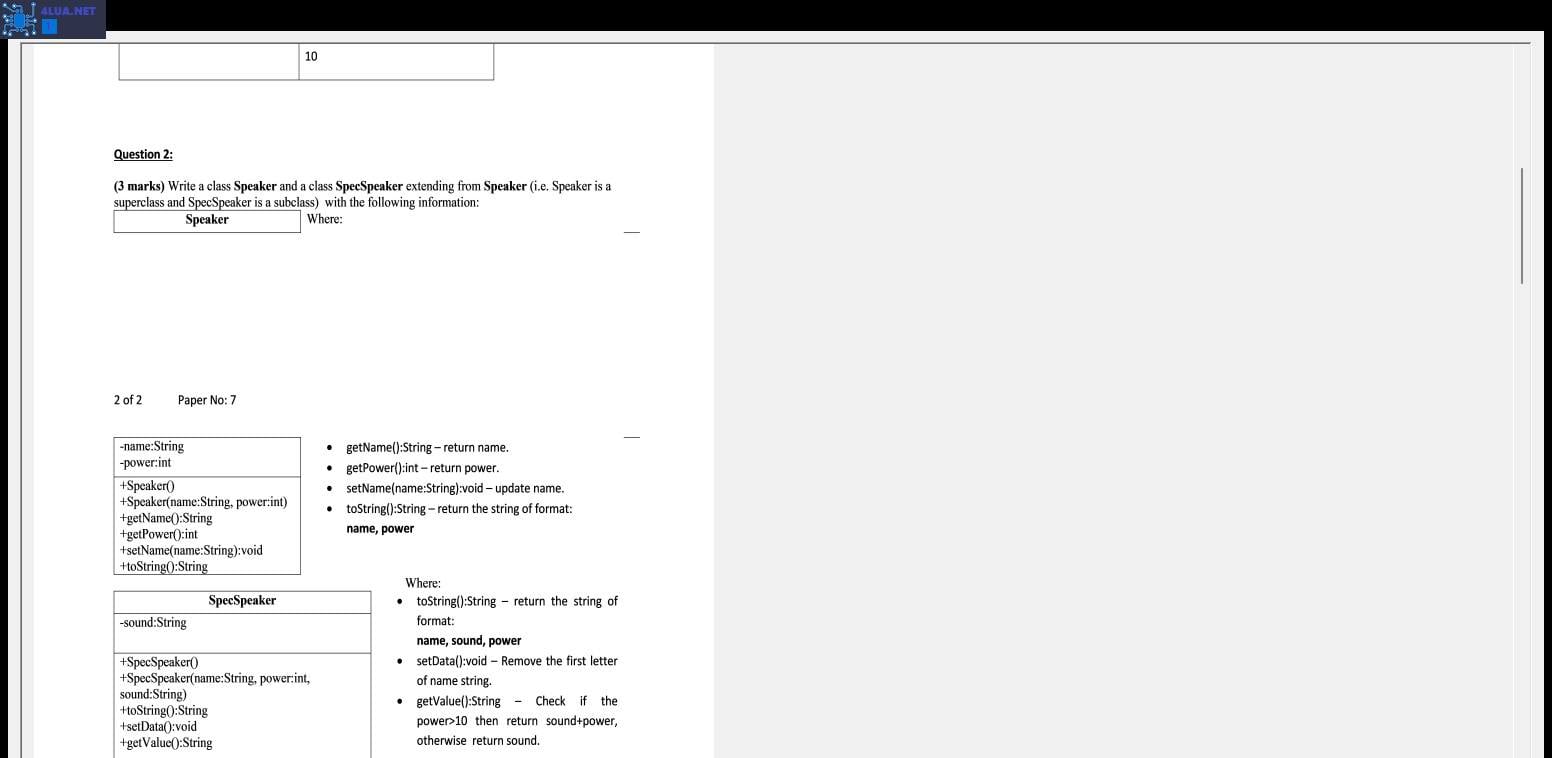 4LUA.NET
10
Question 2:
(3 marks) Write a class Speaker and a class SpecSpeaker extending from Speaker (i.e. Speaker is a
superclass and SpecSpeaker is a subclass) with the following information:
Speaker
Where:
2 of 2 Paper No: 7
-name:String
-power:int
+Speaker()
+Speaker(name:String, power:int)
+getName():String
+getPower():int
+setName(name:String):void
+toString():String
• getName():String – return name.
• getPower():int – return power.
• setName(name:String):void – update name.
• toString():String – return the string of format:
name, power
SpecSpeaker
-sound:String
+SpecSpeaker()
+SpecSpeaker(name:String, power:int,
sound:String)
+toString():String
+setData():void
+getValue():String
Where:
• toString():String – return the string of
format:
name, sound, power
• setData():void – Remove the first letter
of name string.
• getValue():String – Check if the
power>10 then return sound+power,
otherwise return sound.